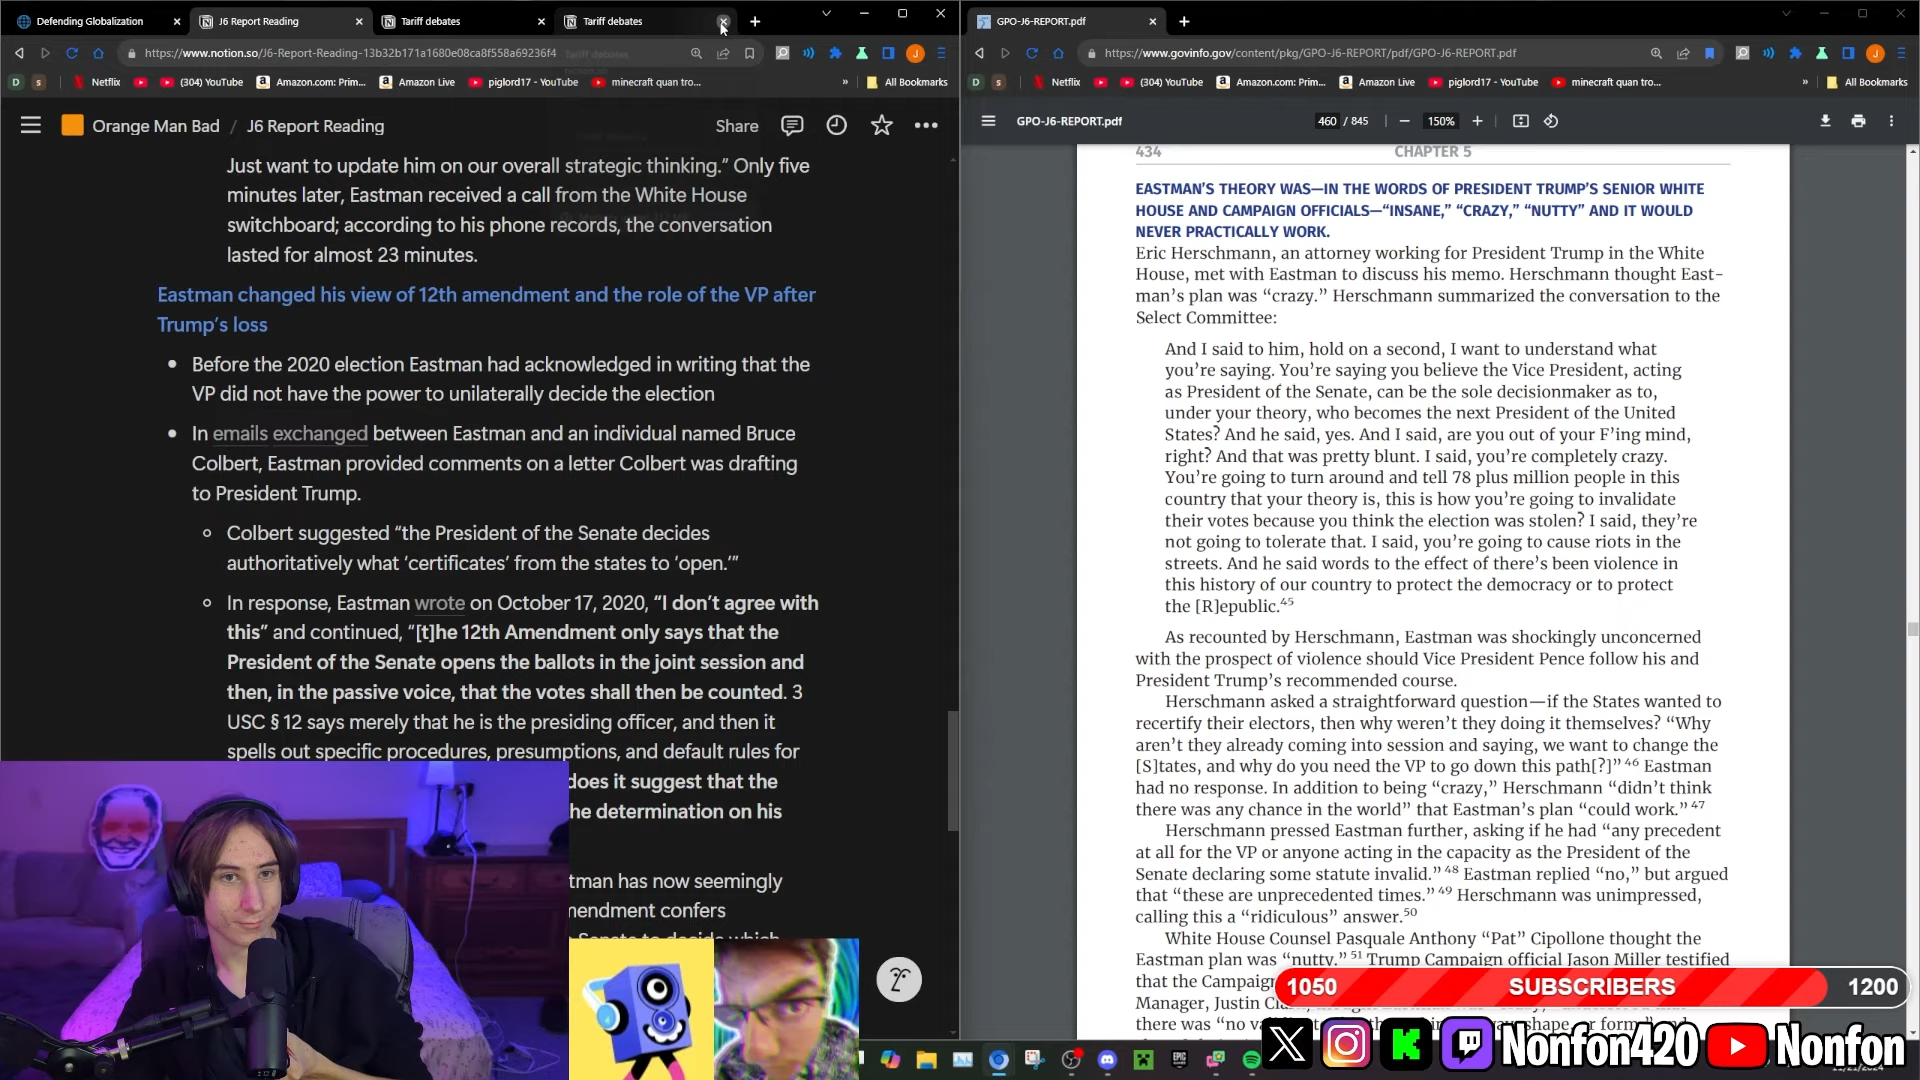 Defending Globalization
J6 Report Reading
Tariff debates
Tariff debates
https://www.notion.so/J6-Report-Reading-13b32b171a1680e08ca8f558a69236f4
Netflix
(304) YouTube
Amazon.com: Prim...
Amazon Live
piglord17 - YouTube
minecraft quan tro...
»
All Bookmarks
Orange Man Bad / J6 Report Reading
Share
Just want to update him on our overall strategic thinking.” Only five
minutes later, Eastman received a call from the White House
switchboard; according to his phone records, the conversation
lasted for almost 23 minutes.
Eastman changed his view of 12th amendment and the role of the VP after
Trump’s loss
• Before the 2020 election Eastman had acknowledged in writing that the
VP did not have the power to unilaterally decide the election
• In emails exchanged between Eastman and an individual named Bruce
Colbert, Eastman provided comments on a letter Colbert was drafting
to President Trump.
◦ Colbert suggested “the President of the Senate decides
authoritatively what ‘certificates’ from the states to ‘open.’”
◦ In response, Eastman wrote on October 17, 2020, “I don’t agree with
this” and continued, “[t]he 12th Amendment only says that the
President of the Senate opens the ballots in the joint session and
then, in the passive voice, that the votes shall then be counted. 3
USC § 12 says merely that he is the presiding officer, and then it
spells out specific procedures, presumptions, and default rules for
does it suggest that the
he determination on his
tman has now seemingly
mendment confers
GPO-J6-REPORT.pdf
https://www.govinfo.gov/content/pkg/GPO-J6-REPORT/pdf/GPO-J6-REPORT.pdf
Netflix
(304) YouTube
Amazon.com: Prim...
Amazon Live
piglord17 - YouTube
minecraft quan tro...
»
All Bookmarks
GPO-J6-REPORT.pdf
460 / 845
150%
434
CHAPTER 5
EASTMAN’S THEORY WAS—IN THE WORDS OF PRESIDENT TRUMP’S SENIOR WHITE
HOUSE AND CAMPAIGN OFFICIALS—“INSANE,” “CRAZY,” “NUTTY” AND IT WOULD
NEVER PRACTICALLY WORK.
Eric Herschmann, an attorney working for President Trump in the White
House, met with Eastman to discuss his memo. Herschmann thought East-
man’s plan was “crazy.” Herschmann summarized the conversation to the
Select Committee:
And I said to him, hold on a second, I want to understand what
you’re saying. You’re saying you believe the Vice President, acting
as President of the Senate, can be the sole decisionmaker as to,
under your theory, who becomes the next President of the United
States? And he said, yes. And I said, are you out of your F’ing mind,
right? And that was pretty blunt. I said, you’re completely crazy.
You’re going to turn around and tell 78 plus million people in this
country that your theory is, this is how you’re going to invalidate
their votes because you think the election was stolen? I said, they’re
not going to tolerate that. I said, you’re going to cause riots in the
streets. And he said words to the effect of there’s been violence in
this history of our country to protect the democracy or to protect
the [R]epublic.45
As recounted by Herschmann, Eastman was shockingly unconcerned
with the prospect of violence should Vice President Pence follow his and
President Trump’s recommended course.
Herschmann asked a straightforward question—if the States wanted to
recertify their electors, then why weren’t they doing it themselves? “Why
aren’t they already coming into session and saying, we want to change the
[S]tates, and why do you need the VP to go down this path[?]” 46 Eastman
had no response. In addition to being “crazy,” Herschmann “didn’t think
there was any chance in the world” that Eastman’s plan “could work.” 47
Herschmann pressed Eastman further, asking if he had “any precedent
at all for the VP or anyone acting in the capacity as the President of the
Senate declaring some statute invalid.” 48 Eastman replied “no,” but argued
that “these are unprecedented times.” 49 Herschmann was unimpressed,
calling this a “ridiculous” answer.50
White House Counsel Pasquale Anthony “Pat” Cipollone thought the
Eastman plan was “nutty.” 51 Trump Campaign official Jason Miller testified
that the Campaig
Manager, Justin Cl
there was “no
1050 SUBSCRIBERS 1200
Nonfon420
Nonfon